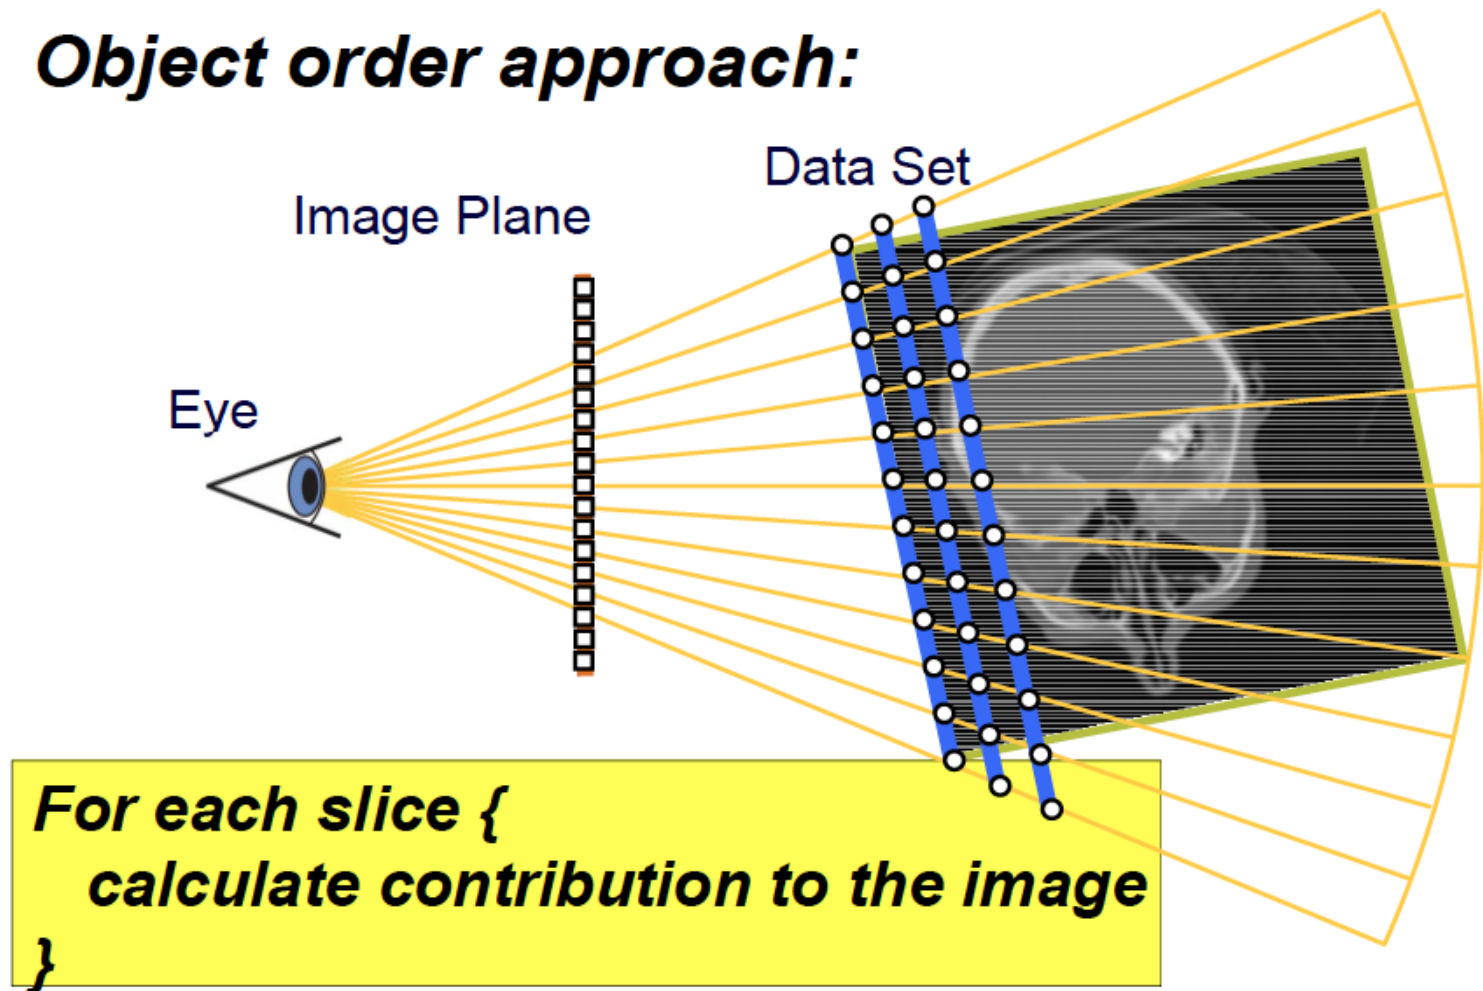 Object order approach:
Data Set
Image Plane
Eye
For each slice {
calculate contribution to the image
}